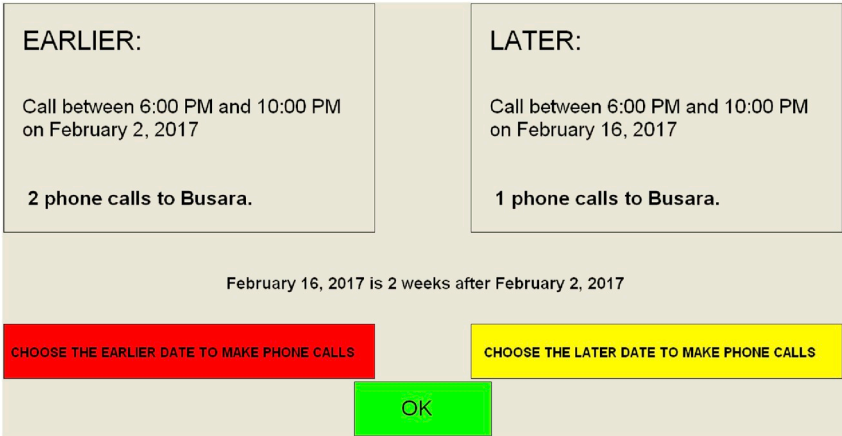 EARLIER:
Call between 6:00 PM and 10:00 PM
on February 2, 2017
2 phone calls to Busara.
LATER:
Call between 6:00 PM and 10:00 PM
on February 16, 2017
1 phone calls to Busara.
February 16, 2017 is 2 weeks after February 2, 2017
CHOOSE THE EARLIER DATE TO MAKE PHONE CALLS
CHOOSE THE LATER DATE TO MAKE PHONE CALLS
OK